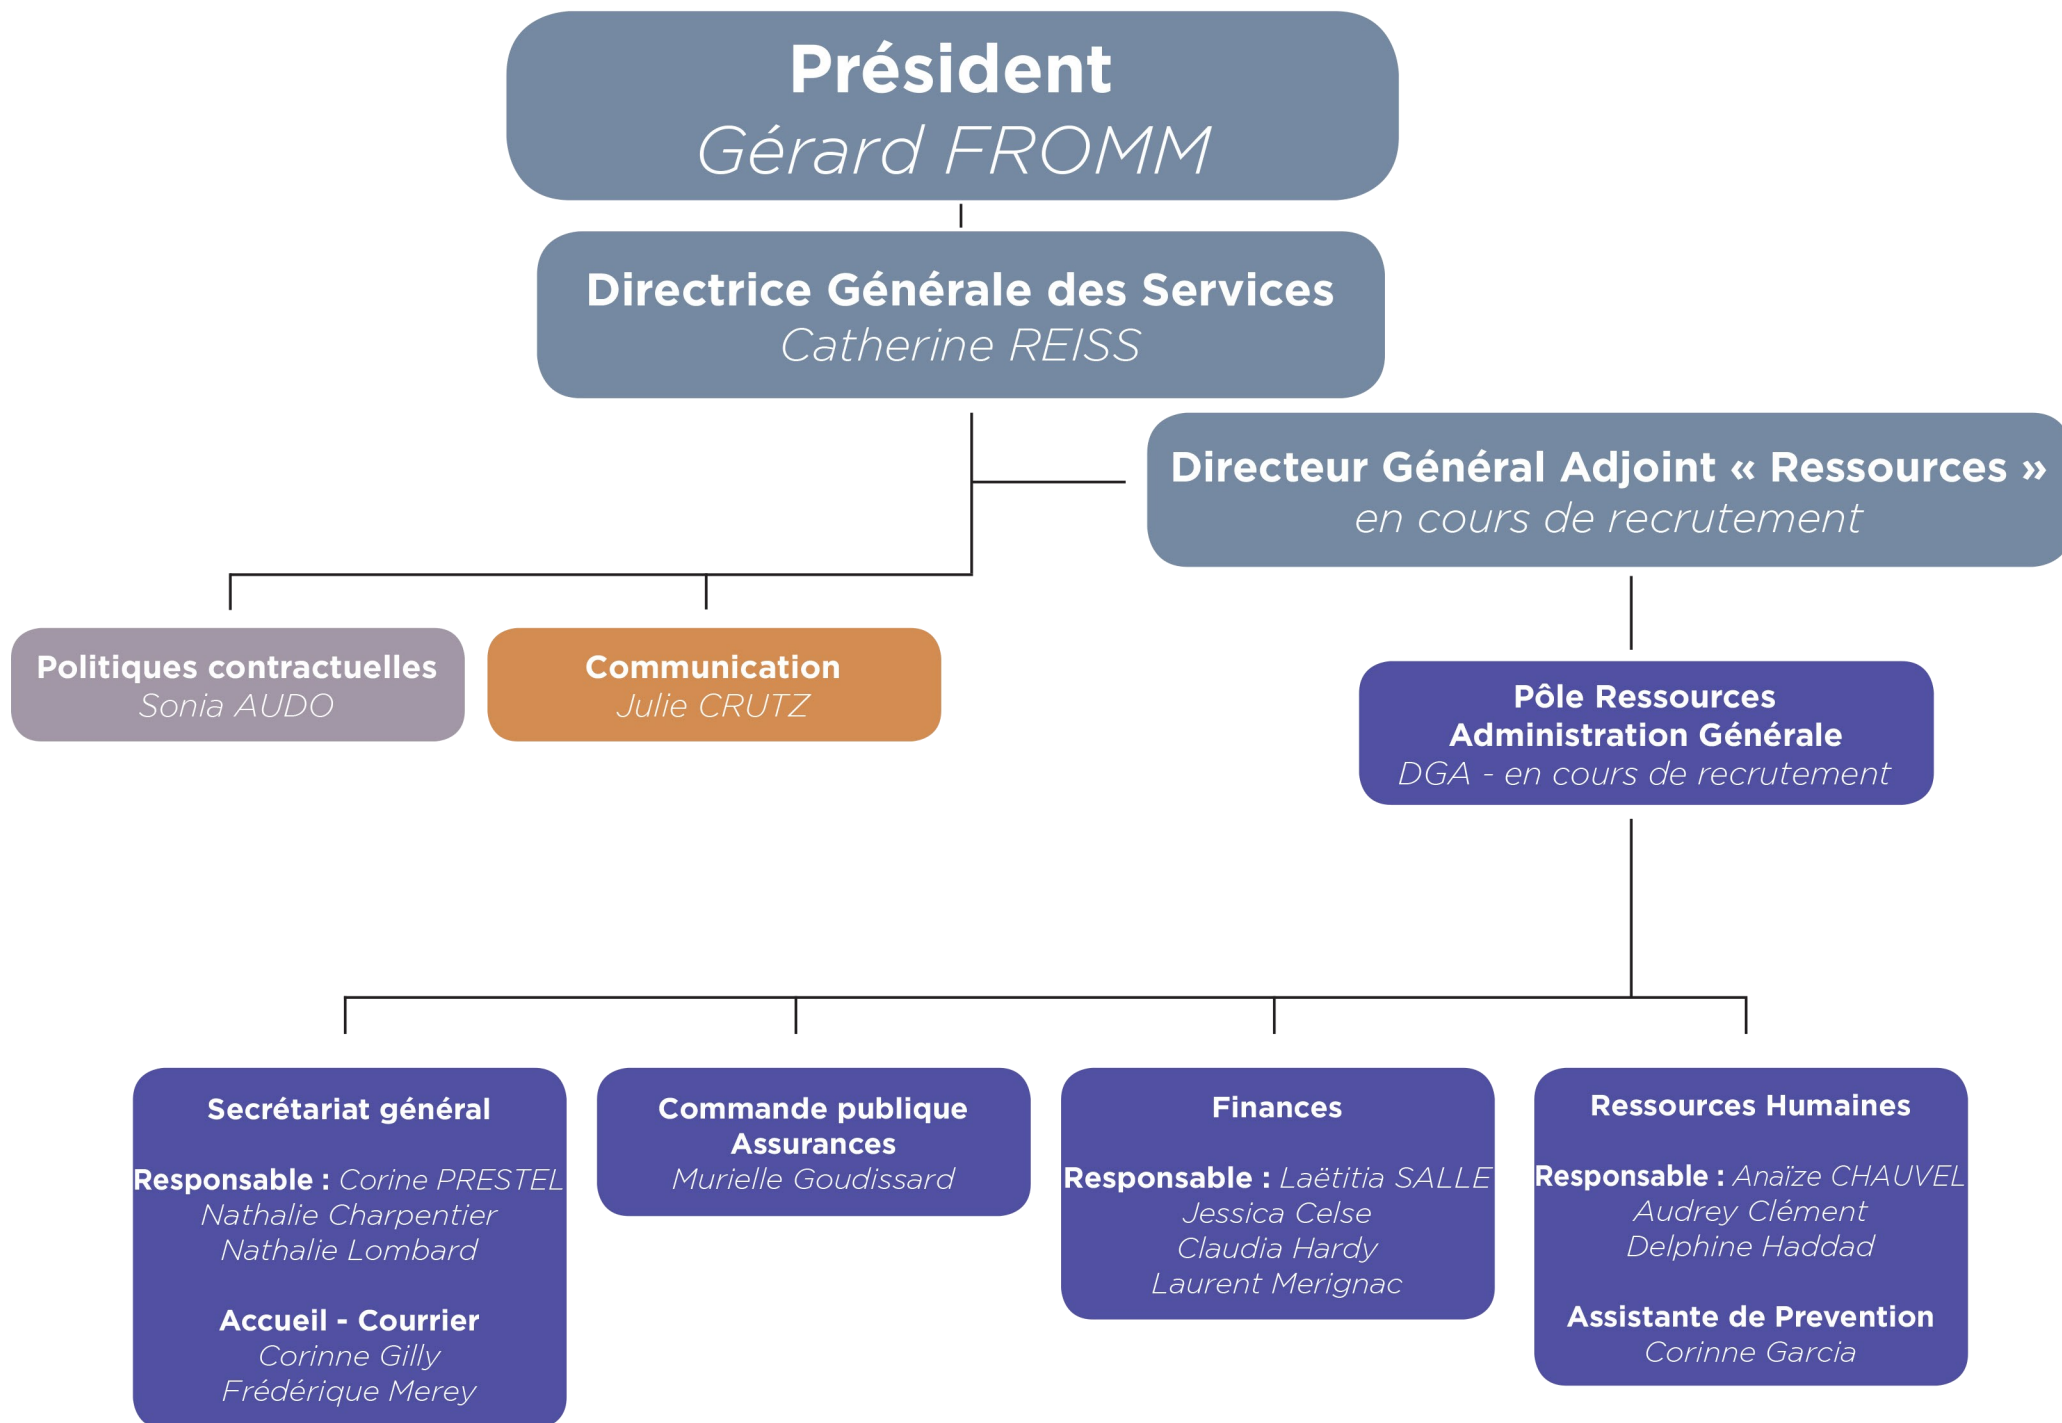 Président
Gérard FROMM
Directrice Générale des Services
Catherine REISS
Directeur Général Adjoint « Ressources »
en cours de recrutement
Politiques contractuelles
Sonia AUDO
Communication
Julie CRUTZ
Pôle Ressources
Administration Générale
DGA - en cours de recrutement
Secrétariat général
Responsable : Corine PRESTEL
Nathalie Charpentier
Nathalie Lombard
Accueil - Courrier
Corinne Gilly
Frédérique Merey
Commande publique
Assurances
Murielle Goudissard
Finances
Responsable : Laëtitia SALLE
Jessica Celse
Claudia Hardy
Laurent Merignac
Ressources Humaines
Responsable : Anaïze CHAUVEL
Audrey Clément
Delphine Haddad
Assistante de Prevention
Corinne Garcia